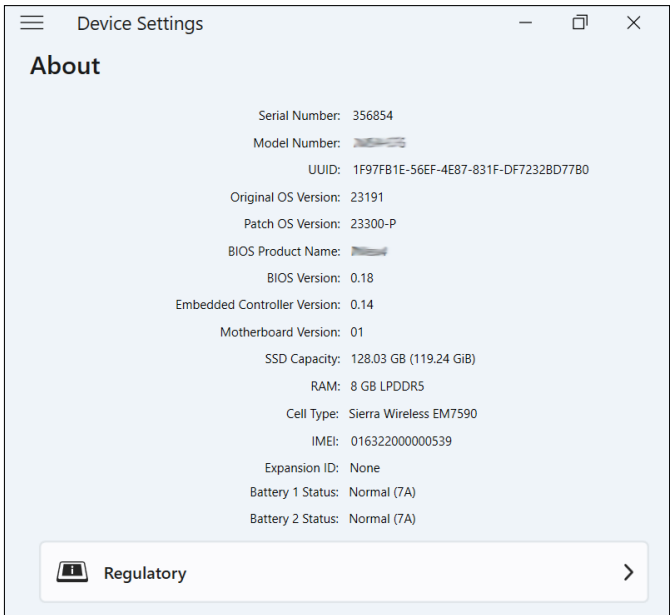 Device Settings
About
Serial Number: 356854
Model Number:
UUID: 1F97FB1E-56EF-4E87-831F-DF7232BD77B0
Original OS Version: 23191
Patch OS Version: 23300-P
BIOS Product Name:
BIOS Version: 0.18
Embedded Controller Version: 0.14
Motherboard Version: 01
SSD Capacity: 128.03 GB (119.24 GiB)
RAM: 8 GB LPDDR5
Cell Type: Sierra Wireless EM7590
IMEI: 016322000000539
Expansion ID: None
Battery 1 Status: Normal (7A)
Battery 2 Status: Normal (7A)
Regulatory